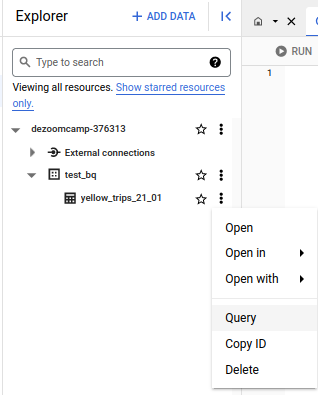 Explorer
+ ADD DATA
Type to search
Viewing all resources. Show starred resources
only.
dezoomcamp-376313
External connections
test_bq
yellow_trips_21_01
RUN
1
Open
Open in
Open with
Query
Copy ID
Delete